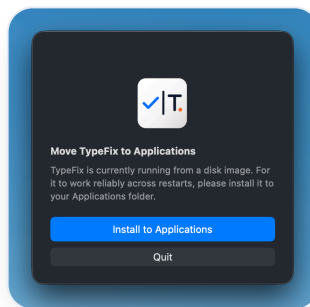 T.
Move TypeFix to Applications
TypeFix is currently running from a disk image. For
it to work reliably across restarts, please install it to
your Applications folder.
Install to Applications
Quit